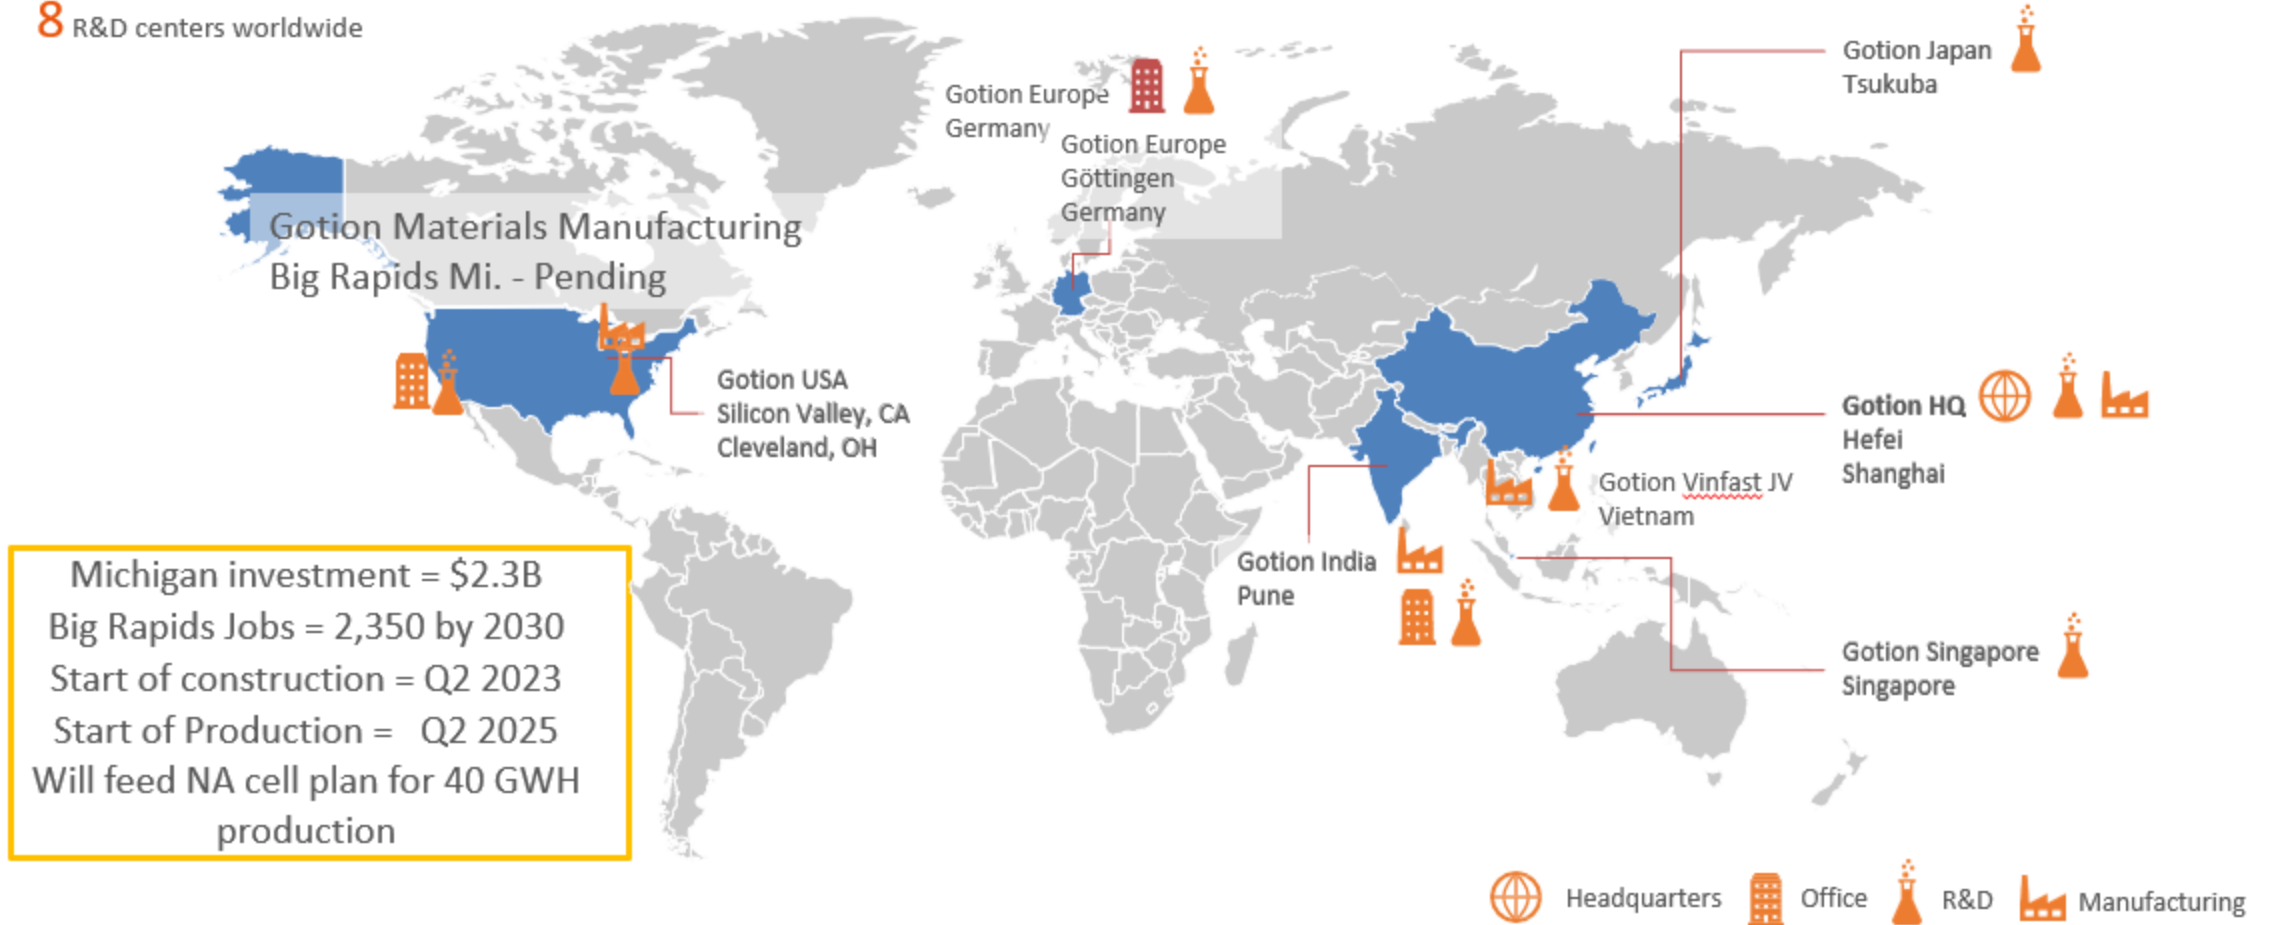 8 R&D centers worldwide
Gotion Europe
Germany
Gotion Europe
Göttingen
Germany
Gotion Japan
Tsukuba
Gotion Materials Manufacturing
Big Rapids Mi. - Pending
Gotion USA
Silicon Valley, CA
Cleveland, OH
Gotion HQ
Hefei
Shanghai
Gotion Vinfast JV
Vietnam
Gotion India
Pune
Gotion Singapore
Singapore
Michigan investment = $2.3B
Big Rapids Jobs = 2,350 by 2030
Start of construction = Q2 2023
Start of Production = Q2 2025
Will feed NA cell plan for 40 GWH
production
Headquarters
Office
R&D
Manufacturing